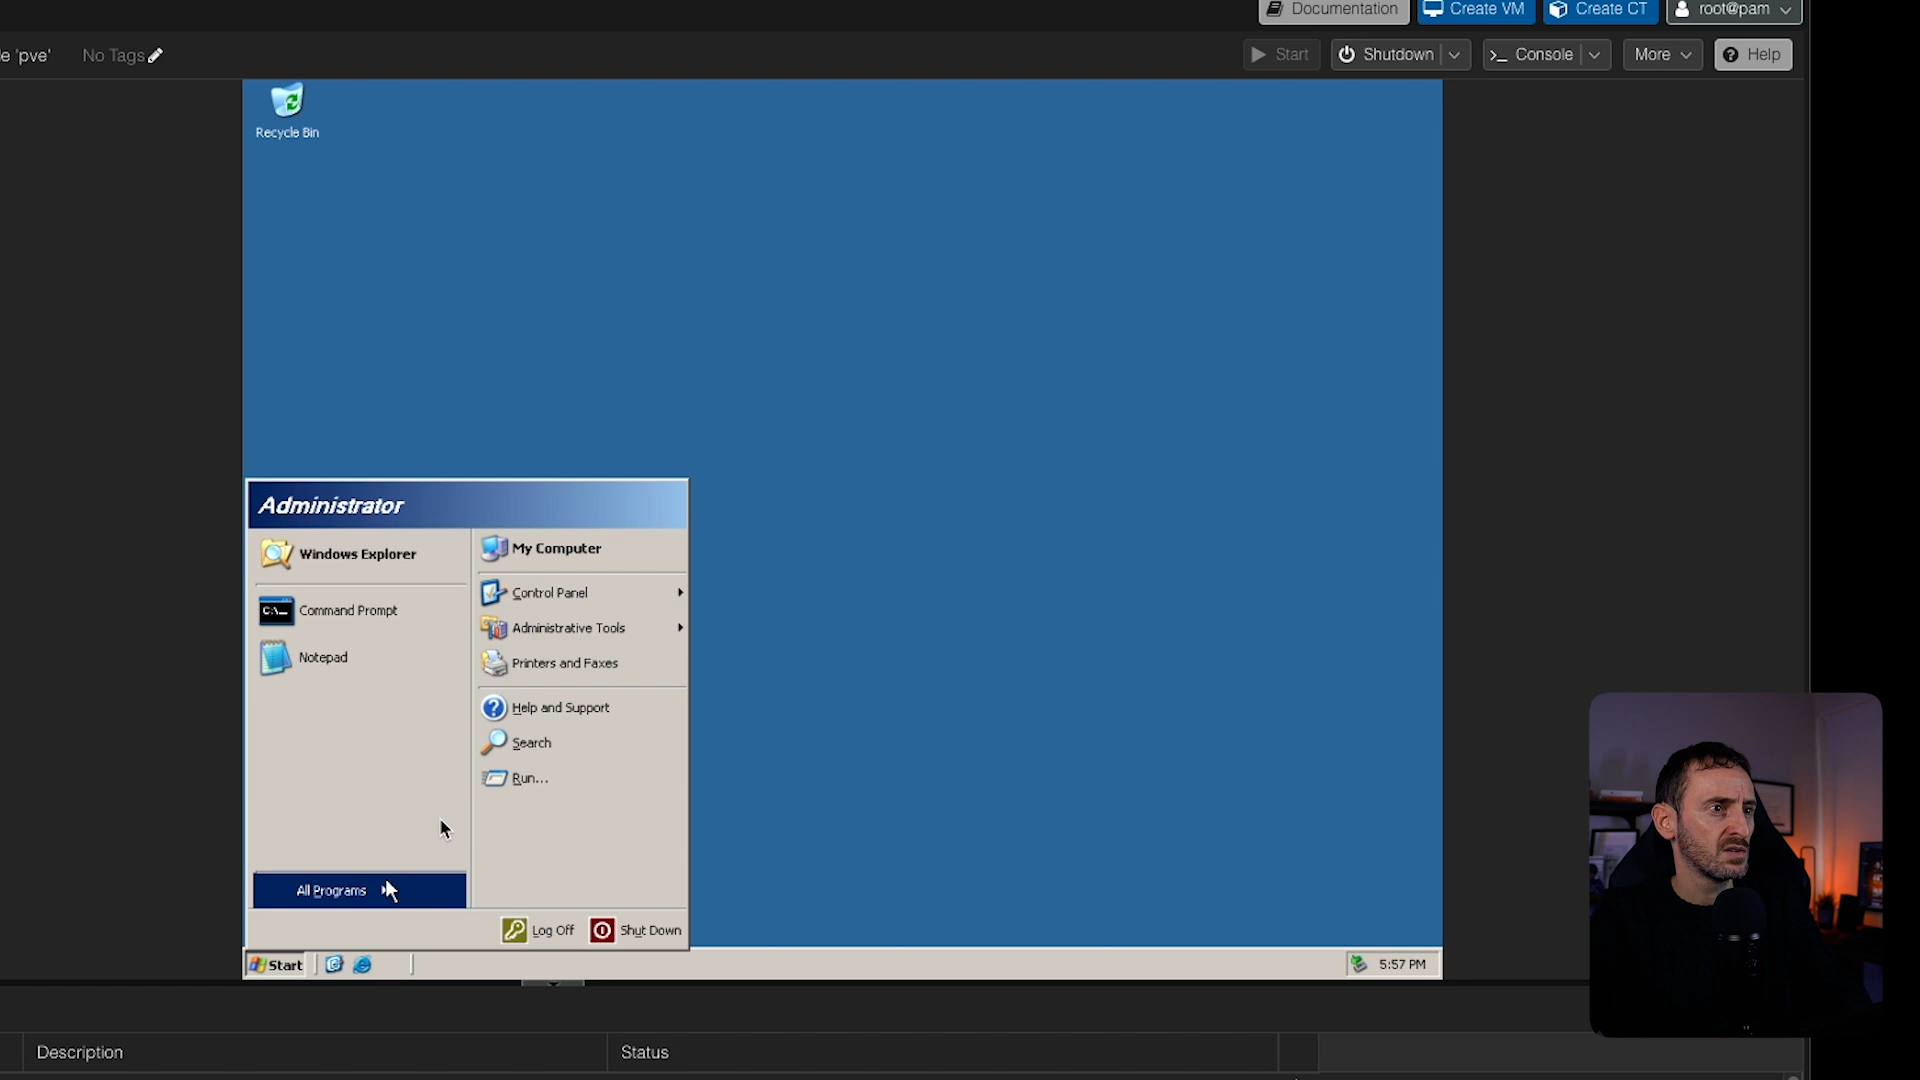 Documentation
Create VM
Create CT
root@pam
e 'pve'
No Tags
Start
Shutdown
Console
More
Help
Recycle Bin
Administrator
Windows Explorer
Command Prompt
Notepad
My Computer
Control Panel
Administrative Tools
Printers and Faxes
Help and Support
Search
Run...
All Programs
Log Off
Shut Down
Start
5:57 PM
Description
Status